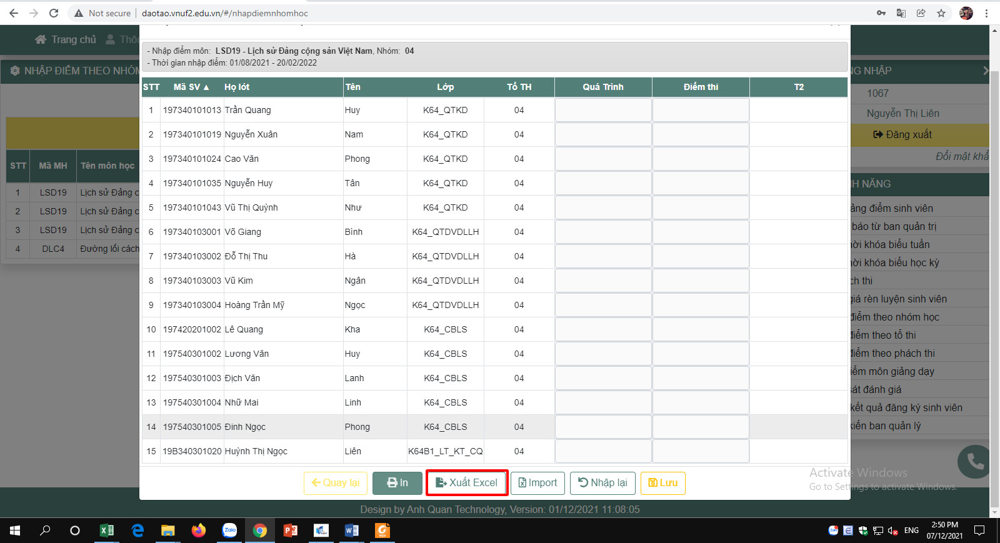 Not secure | daotao.vnuf2.edu.vn/#/nhapdiemnhomhoc
Trang chủ
- Nhập điểm môn: LSD19 - Lịch sử Đảng cộng sản Việt Nam, Nhóm: 04
- Thời gian nhập điểm: 01/08/2021 - 20/02/2022
NHẬP ĐIỂM THEO NHÓM
STT Mã MH Tên môn học
1 LSD19 Lịch sử Đảng c
2 LSD19 Lịch sử Đảng c
3 LSD19 Lịch sử Đảng c
4 DLC4 Đường lối cách
STT Mã SV ▲ Họ lót Tên Lớp Tổ TH Quá Trình Điểm thi T2
1 197340101013 Trần Quang Huy K64_QTKD 04
2 197340101019 Nguyễn Xuân Nam K64_QTKD 04
3 197340101024 Cao Văn Phong K64_QTKD 04
4 197340101035 Nguyễn Huy Tân K64_QTKD 04
5 197340101043 Vũ Thị Quỳnh Như K64_QTKD 04
6 197340103001 Võ Giang Bình K64_QTDVDLLH 04
7 197340103002 Đỗ Thị Thu Hà K64_QTDVDLLH 04
8 197340103003 Vũ Kim Ngân K64_QTDVDLLH 04
9 197340103004 Hoàng Trần Mỹ Ngọc K64_QTDVDLLH 04
10 197420201002 Lê Quang Kha K64_CBLS 04
11 197540301002 Lương Văn Huy K64_CBLS 04
12 197540301003 Địch Văn Lanh K64_CBLS 04
13 197540301004 Nhữ Mai Linh K64_CBLS 04
14 197540301005 Đinh Ngọc Phong K64_CBLS 04
15 19B340301020 Huỳnh Thị Ngọc Liên K64B1_LT_KT_CQ 04
Quay lại In Xuất Excel Import Nhập lại Lưu
NG NHẬP
1067
Nguyễn Thị Liên
Đăng xuất
Đổi mật khẩ
H NĂNG
ảng điểm sinh viên
báo từ ban quản trị
hời khóa biểu tuần
hời khóa biểu học kỳ
ch thi
giá rèn luyện sinh viên
điểm theo nhóm học
điểm theo tổ thi
điểm theo phách thi
iểm môn giảng dạy
sát đánh giá
kết quả đăng ký sinh viên
kiến ban quản lý
Activate Windows
Go to Settings to activate Windows.
Design by Anh Quan Technology, Version: 01/12/2021 11:08:05
ENG
2:50 PM
07/12/2021